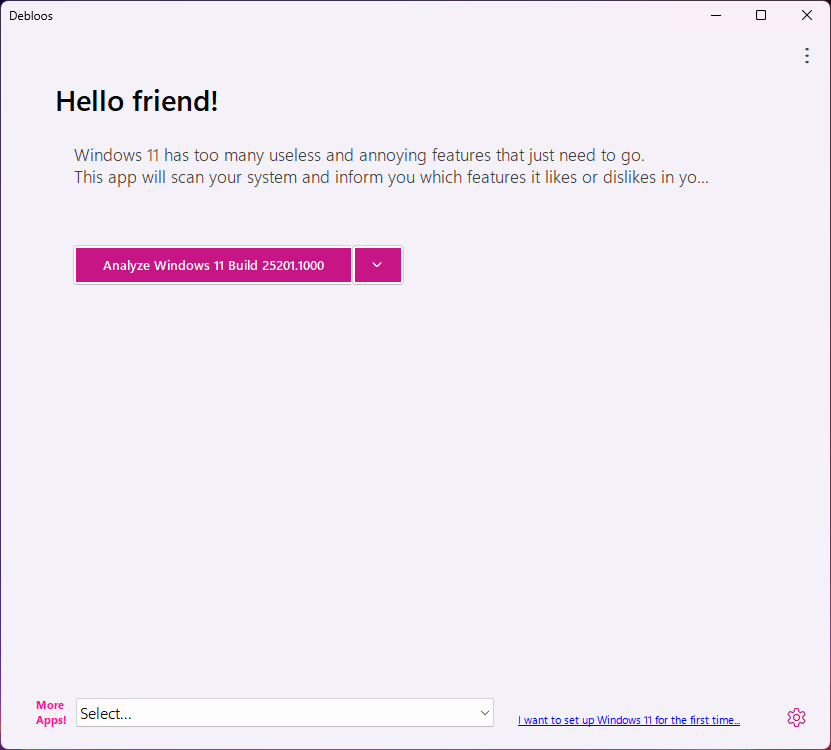 Debloos
Hello friend!
Windows 11 has too many useless and annoying features that just need to go.
This app will scan your system and inform you which features it likes or dislikes in yo...
Analyze Windows 11 Build 25201.1000
More
Apps!
Select...
I want to set up Windows 11 for the first time...